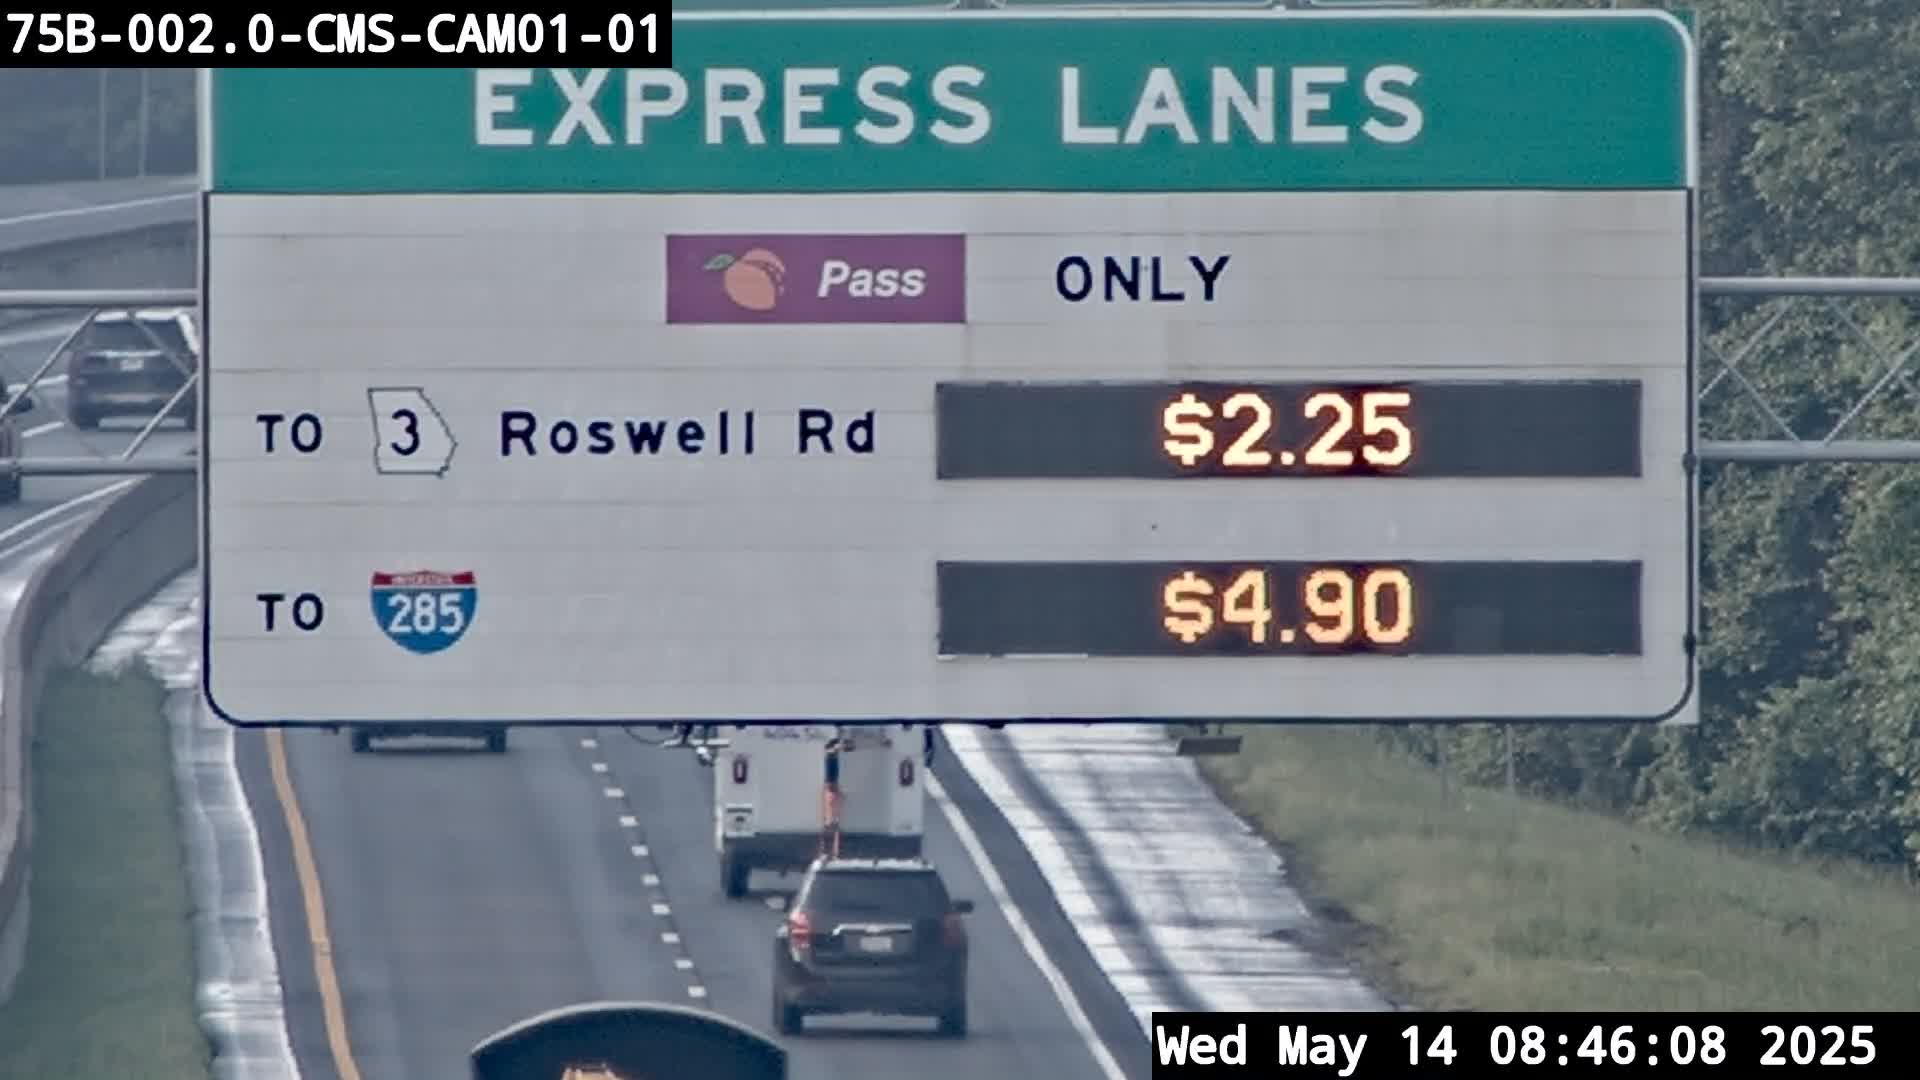 75B-002.0-CMS-CAM01-01
EXPRESS LANES
Pass ONLY
TO 3 Roswell Rd $2.25
TO INTERSTATE 285 $4.90
Wed May 14 08:46:08 2025